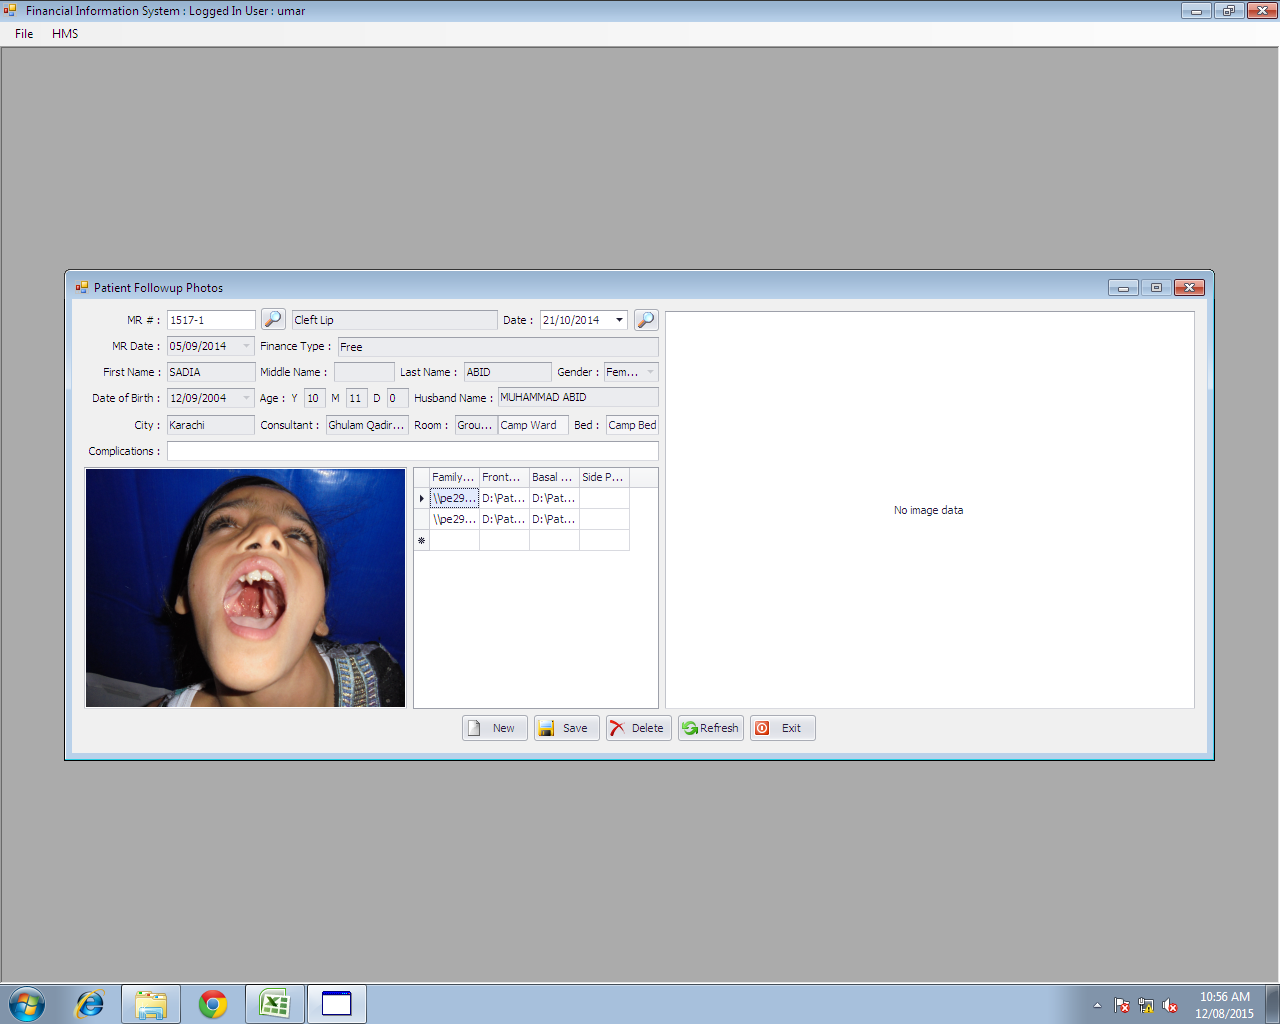 Financial Information System : Logged In User : umar
File HMS
Patient Followup Photos
MR # : 1517-1 Cleft Lip Date : 21/10/2014
MR Date : 05/09/2014 Finance Type : Free
First Name : SADIA Middle Name : Last Name : ABID Gender : Fem...
Date of Birth : 12/09/2004 Age : Y 10 M 11 D 0 Husband Name : MUHAMMAD ABID
City : Karachi Consultant : Ghulam Qadir... Room : Grou... Camp Ward Bed : Camp Bed
Complications :
Family... Front... Basal ... Side P...
\\pe29... D:\Pat... D:\Pat...
\\pe29... D:\Pat... D:\Pat...
No image data
New Save Delete Refresh Exit
10:56 AM
12/08/2015